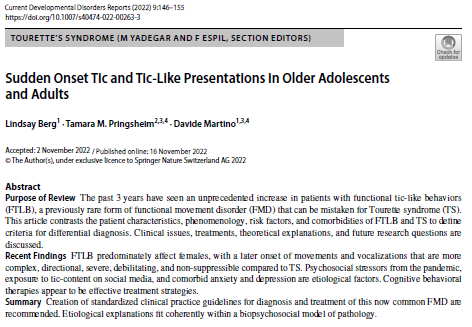 Current Developmental Disorders Reports (2022) 9:146–155
https://doi.org/10.1007/s40474-022-00263-3
TOURETTE'S SYNDROME (M YADEGAR AND F ESPIL, SECTION EDITORS)
Check for
updates
Sudden Onset Tic and Tic-Like Presentations in Older Adolescents
and Adults
Lindsay Berg1 · Tamara M. Pringsheim2,3,4 · Davide Martino1,3,4
Accepted: 2 November 2022 / Published online: 16 November 2022
© The Author(s), under exclusive licence to Springer Nature Switzerland AG 2022
Abstract
Purpose of Review The past 3 years have seen an unprecedented increase in patients with functional tic-like behaviors
(FTLB), a previously rare form of functional movement disorder (FMD) that can be mistaken for Tourette syndrome (TS).
This article contrasts the patient characteristics, phenomenology, risk factors, and comorbidities of FTLB and TS to define
criteria for differential diagnosis. Clinical issues, treatments, theoretical explanations, and future research questions are
discussed.
Recent Findings FTLB predominately affect females, with a later onset of movements and vocalizations that are more
complex, directional, severe, debilitating, and non-suppressible compared to TS. Psychosocial stressors from the pandemic,
exposure to tic-content on social media, and comorbid anxiety and depression are etiological factors. Cognitive behavioral
therapies appear to be effective treatment strategies.
Summary Creation of standardized clinical practice guidelines for diagnosis and treatment of this now common FMD are
recommended. Etiological explanations fit coherently within a biopsychosocial model of pathology.